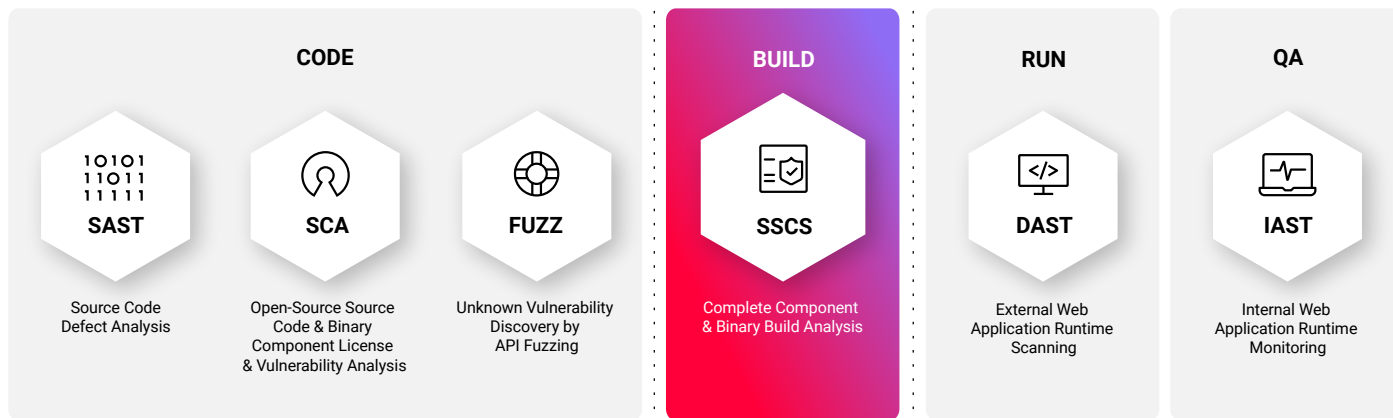 CODE
10101
11011
11111
SAST
Source Code
Defect Analysis
SCA
Open-Source Source
Code & Binary
Component License
& Vulnerability Analysis
FUZZ
Unknown Vulnerability
Discovery by
API Fuzzing
BUILD
SSCS
Complete Component
& Binary Build Analysis
RUN
</>
DAST
External Web
Application Runtime
Scanning
QA
IAST
Internal Web
Application Runtime
Monitoring